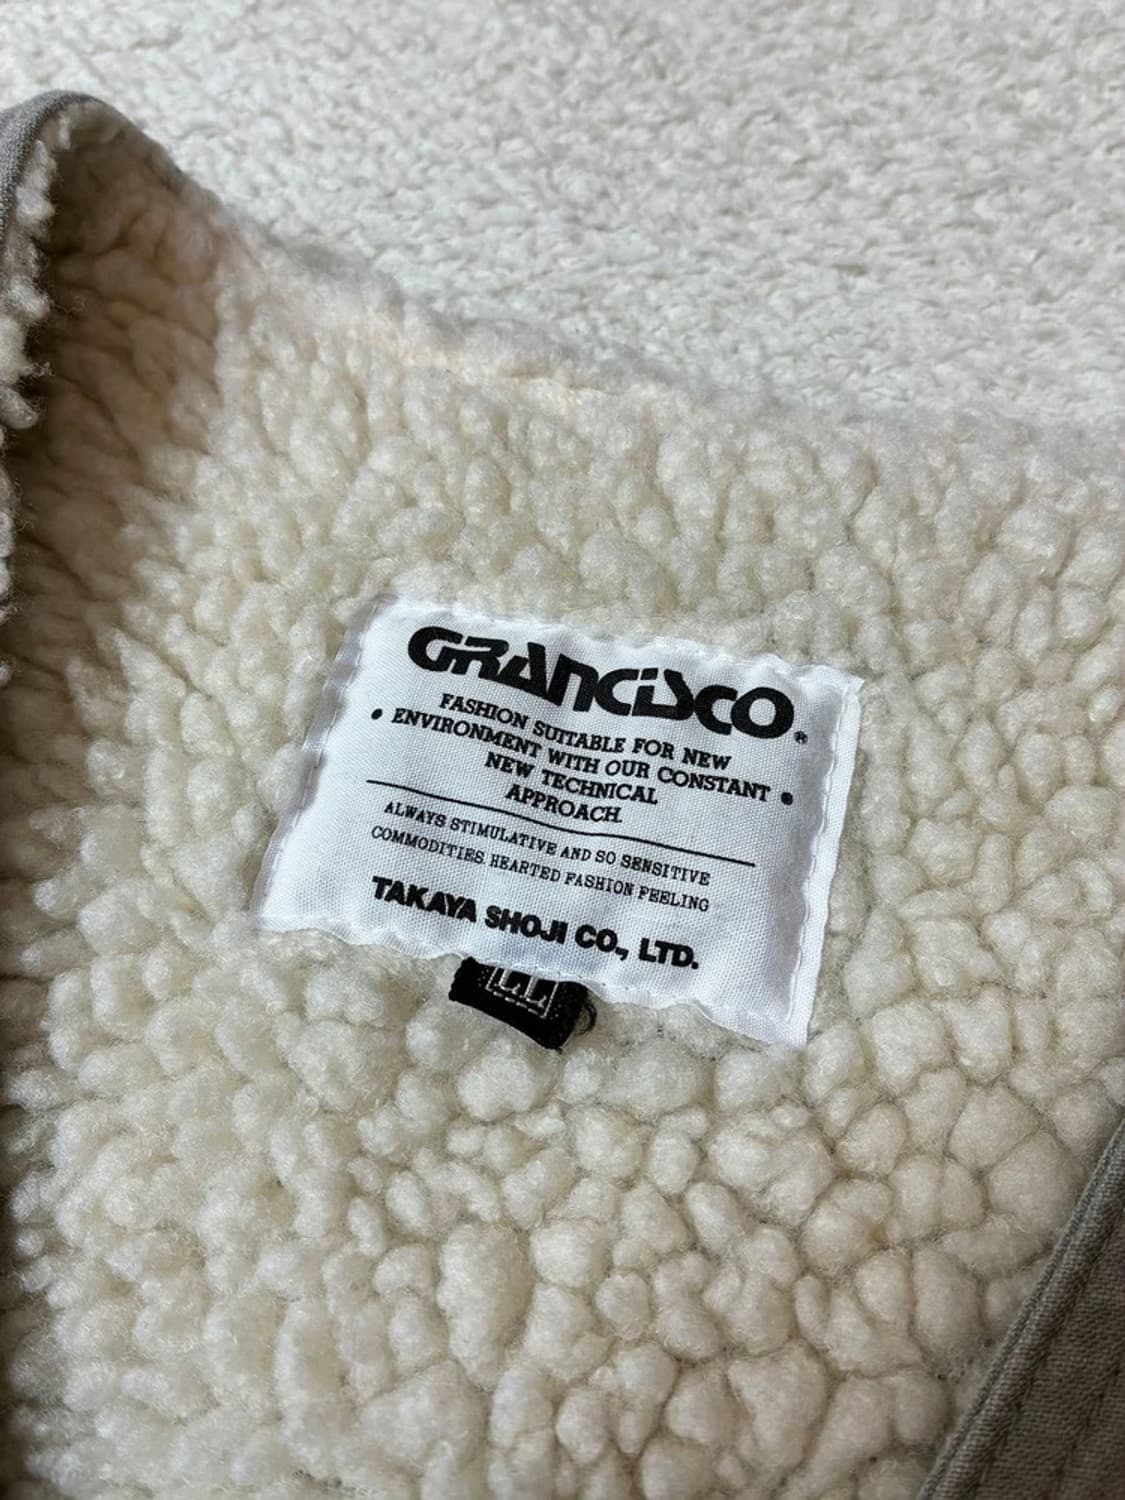 GRANCISCO®
FASHION SUITABLE FOR NEW
• ENVIRONMENT WITH OUR CONSTANT •
NEW TECHNICAL
APPROACH.
ALWAYS STIMULATIVE AND SO SENSITIVE
COMMODITIES HEARTED FASHION FEELING
TAKAYA SHOJI CO., LTD.
LL